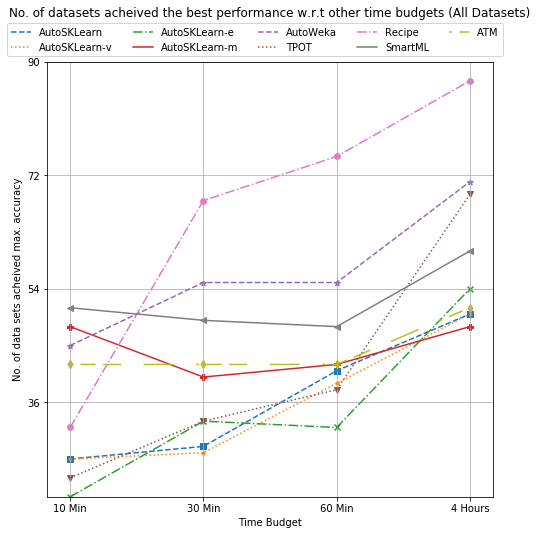 No. of datasets acheived the best performance w.r.t other time budgets (All Datasets)
AutoSKLearn AutoSKLearn-e AutoWeka Recipe ATM
AutoSKLearn-v AutoSKLearn-m TPOT SmartML
90
72
54
36
No. of data sets acheived max. accuracy
10 Min 30 Min 60 Min 4 Hours
Time Budget